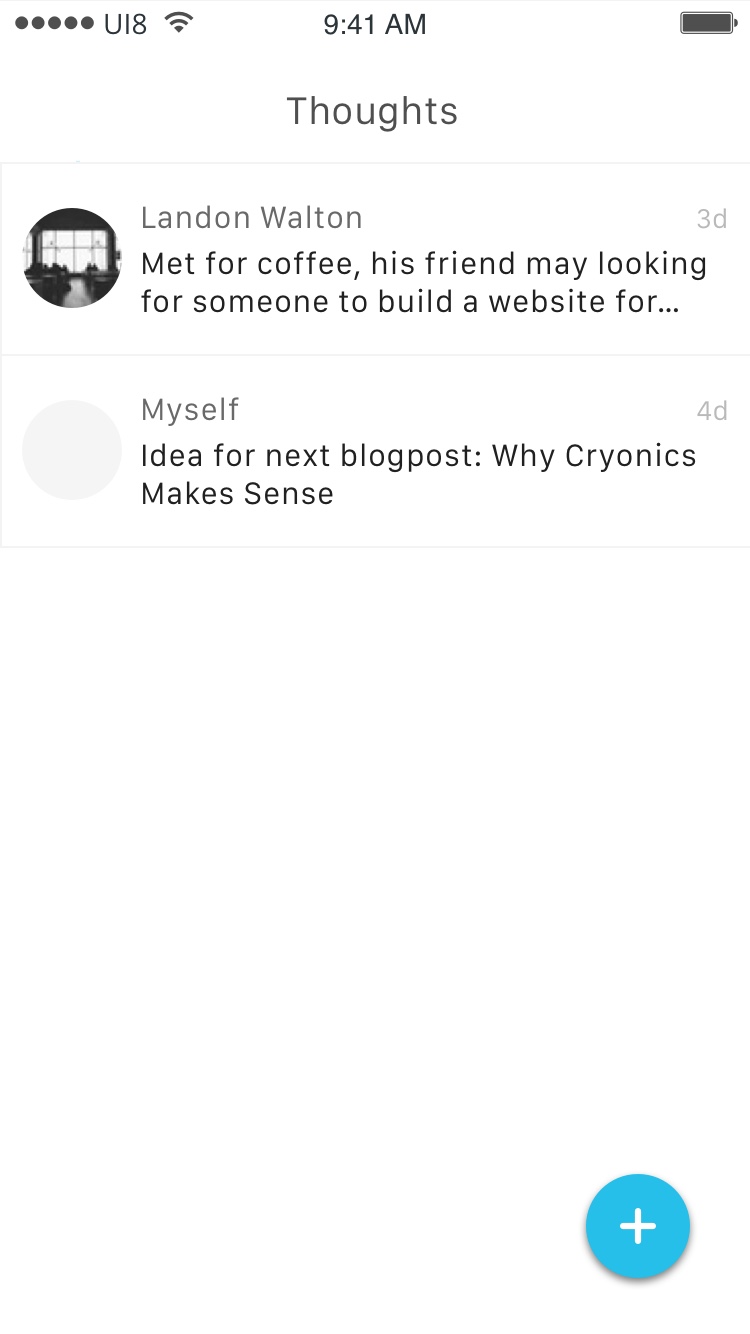 UI8 9:41 AM
Thoughts
Landon Walton 3d
Met for coffee, his friend may looking
for someone to build a website for...
Myself 4d
Idea for next blogpost: Why Cryonics
Makes Sense